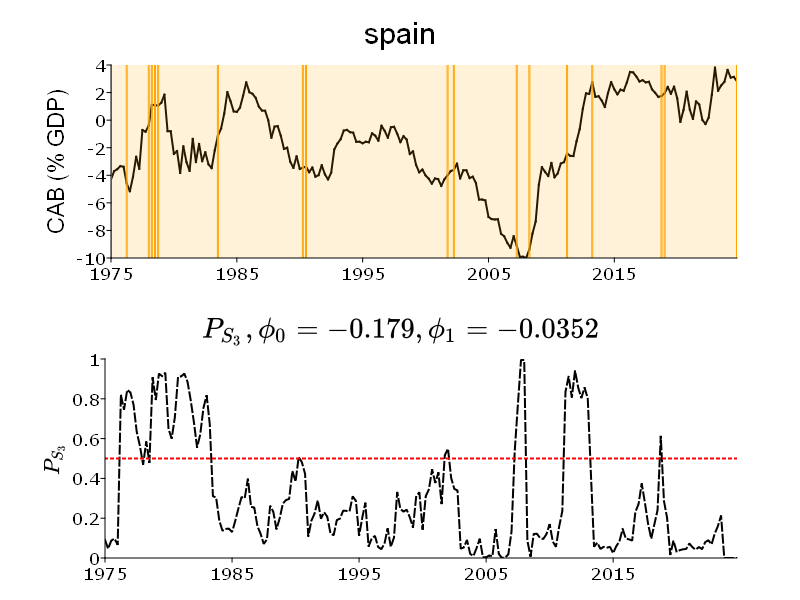 spain
CAB (% GDP)
4
2
0
-2
-4
-6
-8
-10
1975 1985 1995 2005 2015
P_{S_3}, ϕ_0 = −0.179, ϕ_1 = −0.0352
P_{S_3}
1
0.8
0.6
0.4
0.2
0
1975 1985 1995 2005 2015